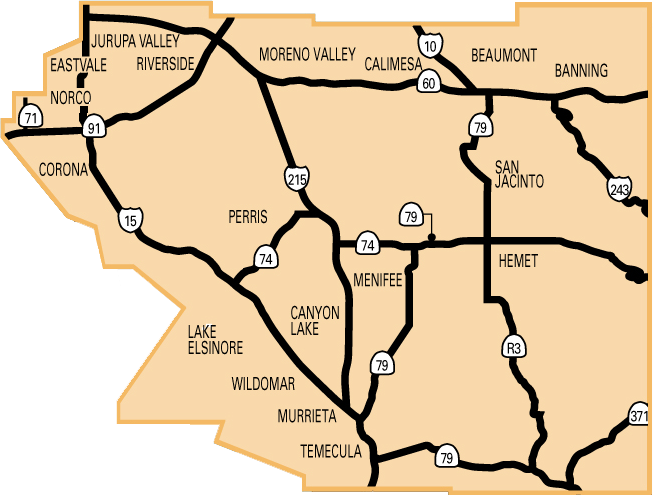 10
JURUPA VALLEY
MORENO VALLEY
BEAUMONT
EASTVALE
RIVERSIDE
CALIMESA
BANNING
60
NORCO
71
91
79
CORONA
SAN
JACINTO
215
243
15
PERRIS
79
74
74
HEMET
MENIFEE
CANYON
LAKE
LAKE
ELSINORE
R3
79
WILDOMAR
MURRIETA
371
TEMECULA
79